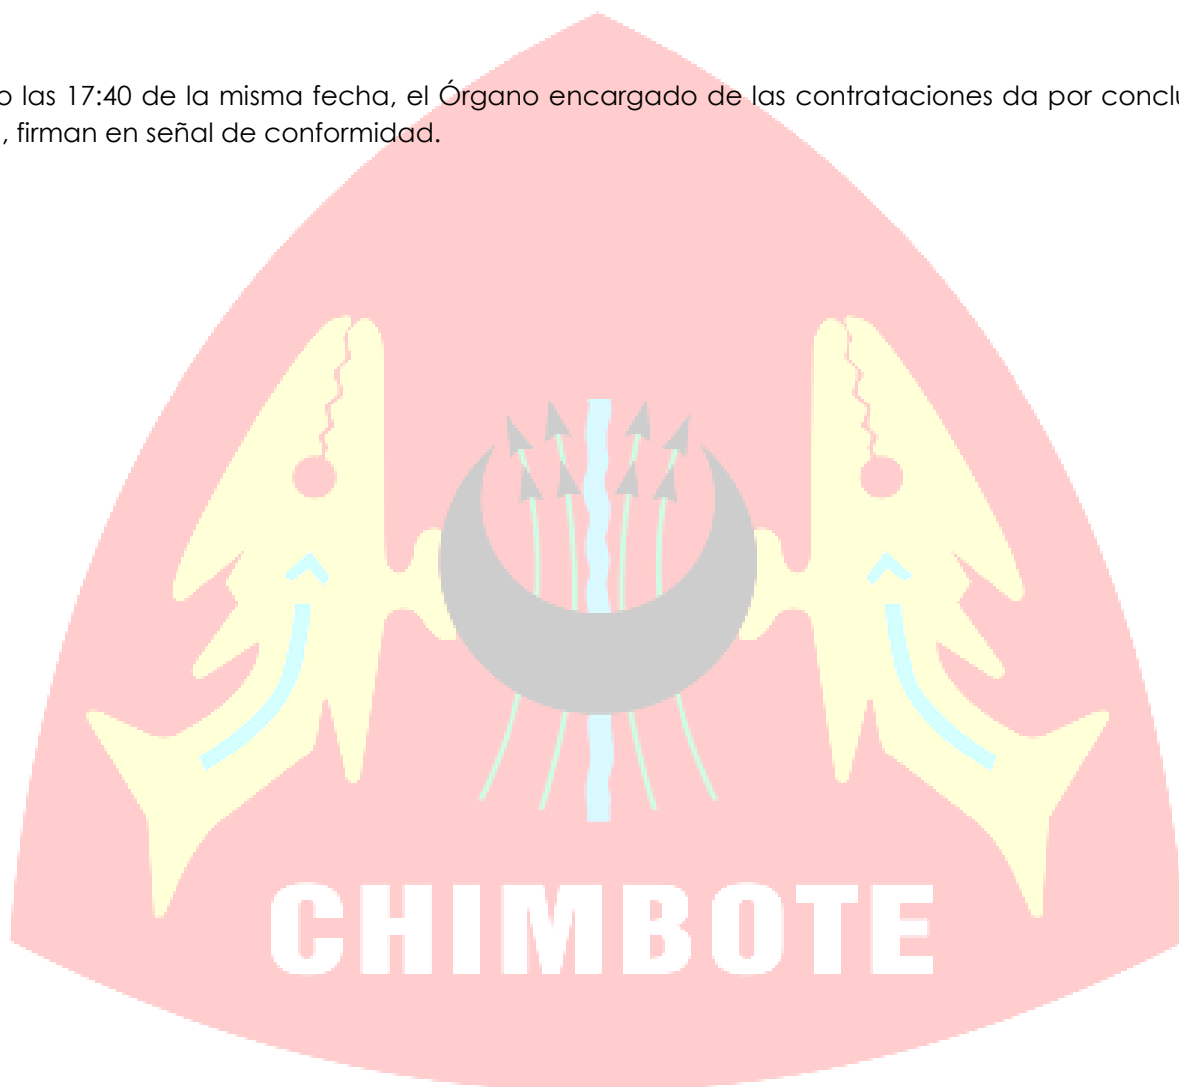 o las 17:40 de la misma fecha, el Órgano encargado de las contrataciones da por conclu
, firman en señal de conformidad.
CHIMBOTE